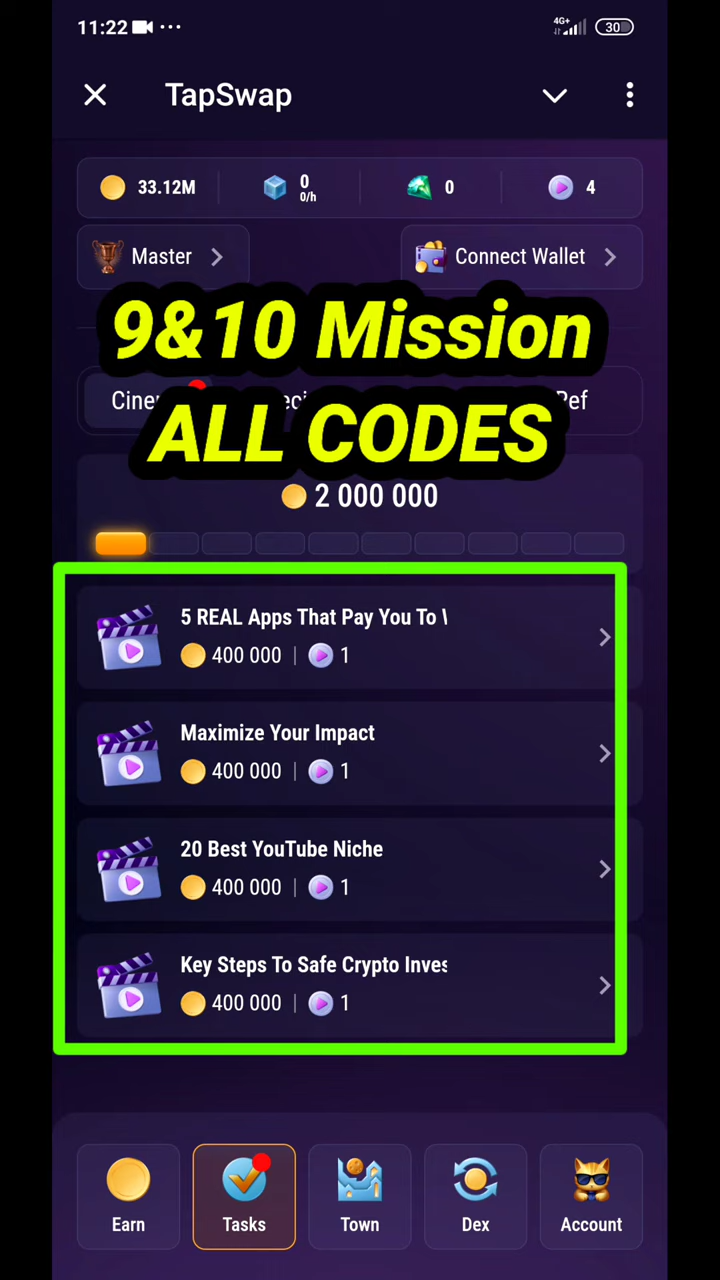 11:22
4G+
30
TapSwap
33.12M
0
0/h
0
4
Master
Connect Wallet
9&10 Mission
ALL CODES
2 000 000
5 REAL Apps That Pay You To
400 000 | 1
Maximize Your Impact
400 000 | 1
20 Best YouTube Niche
400 000 | 1
Key Steps To Safe Crypto Inves
400 000 | 1
Earn
Tasks
Town
Dex
Account